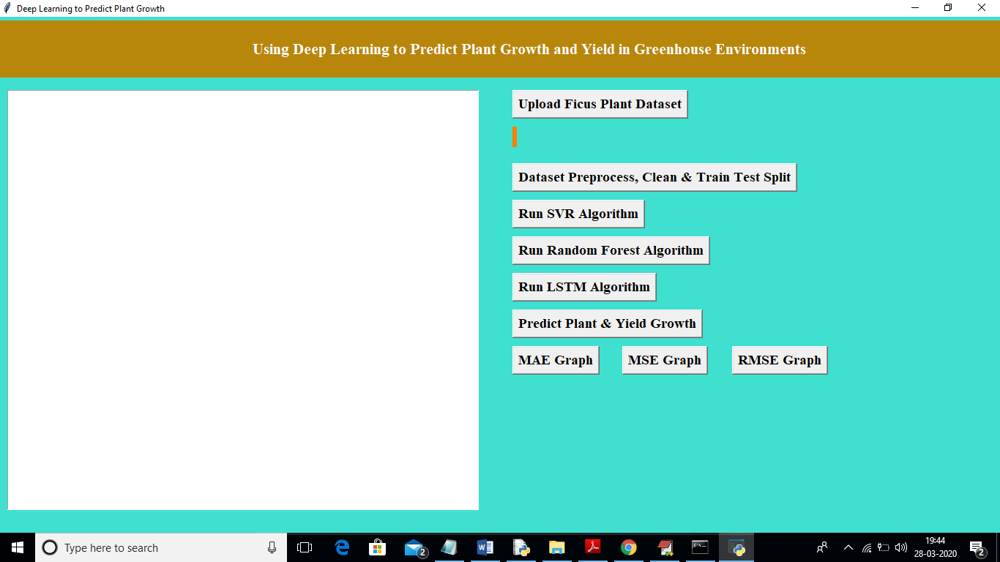 Deep Learning to Predict Plant Growth
Using Deep Learning to Predict Plant Growth and Yield in Greenhouse Environments
Upload Ficus Plant Dataset
Dataset Preprocess, Clean & Train Test Split
Run SVR Algorithm
Run Random Forest Algorithm
Run LSTM Algorithm
Predict Plant & Yield Growth
MAE Graph MSE Graph RMSE Graph
Type here to search
2
19:44
28-03-2020
2